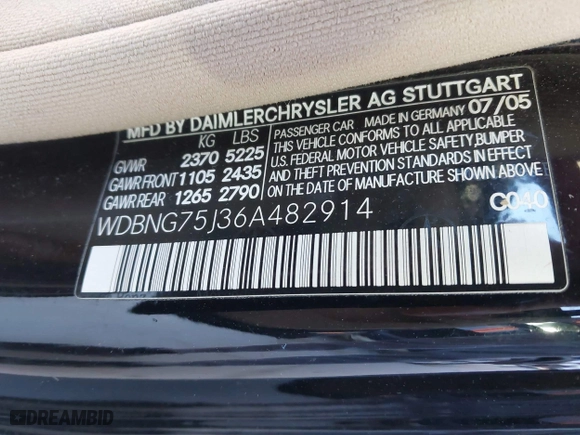 MFD BY DAIMLERCHRYSLER AG STUTTGART
KG LBS
GVWR 2370 5225
GAWR FRONT 1105 2435
GAWR REAR 1265 2790
PASSENGER CAR MADE IN GERMANY 07/05
THIS VEHICLE CONFORMS TO ALL APPLICABLE
U.S. FEDERAL MOTOR VEHICLE SAFETY, BUMPER
AND THEFT PREVENTION STANDARDS IN EFFECT
ON THE DATE OF MANUFACTURE SHOWN ABOVE
WDBNG75J36A482914
C040
DREAMBID